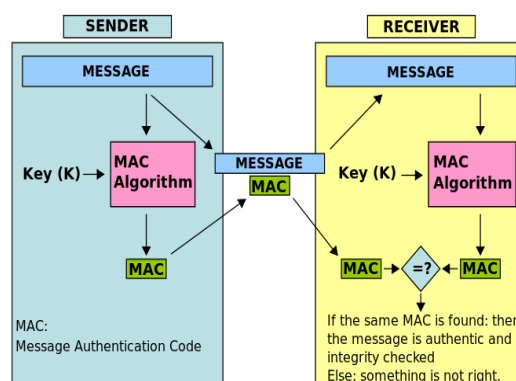 SENDER
RECEIVER
MESSAGE
MESSAGE
Key (K)
MAC
Algorithm
MESSAGE
MAC
Key (K)
MAC
Algorithm
MAC
MAC
=?
MAC
MAC:
Message Authentication Code
If the same MAC is found: then
the message is authentic and
integrity checked
Else: something is not right.